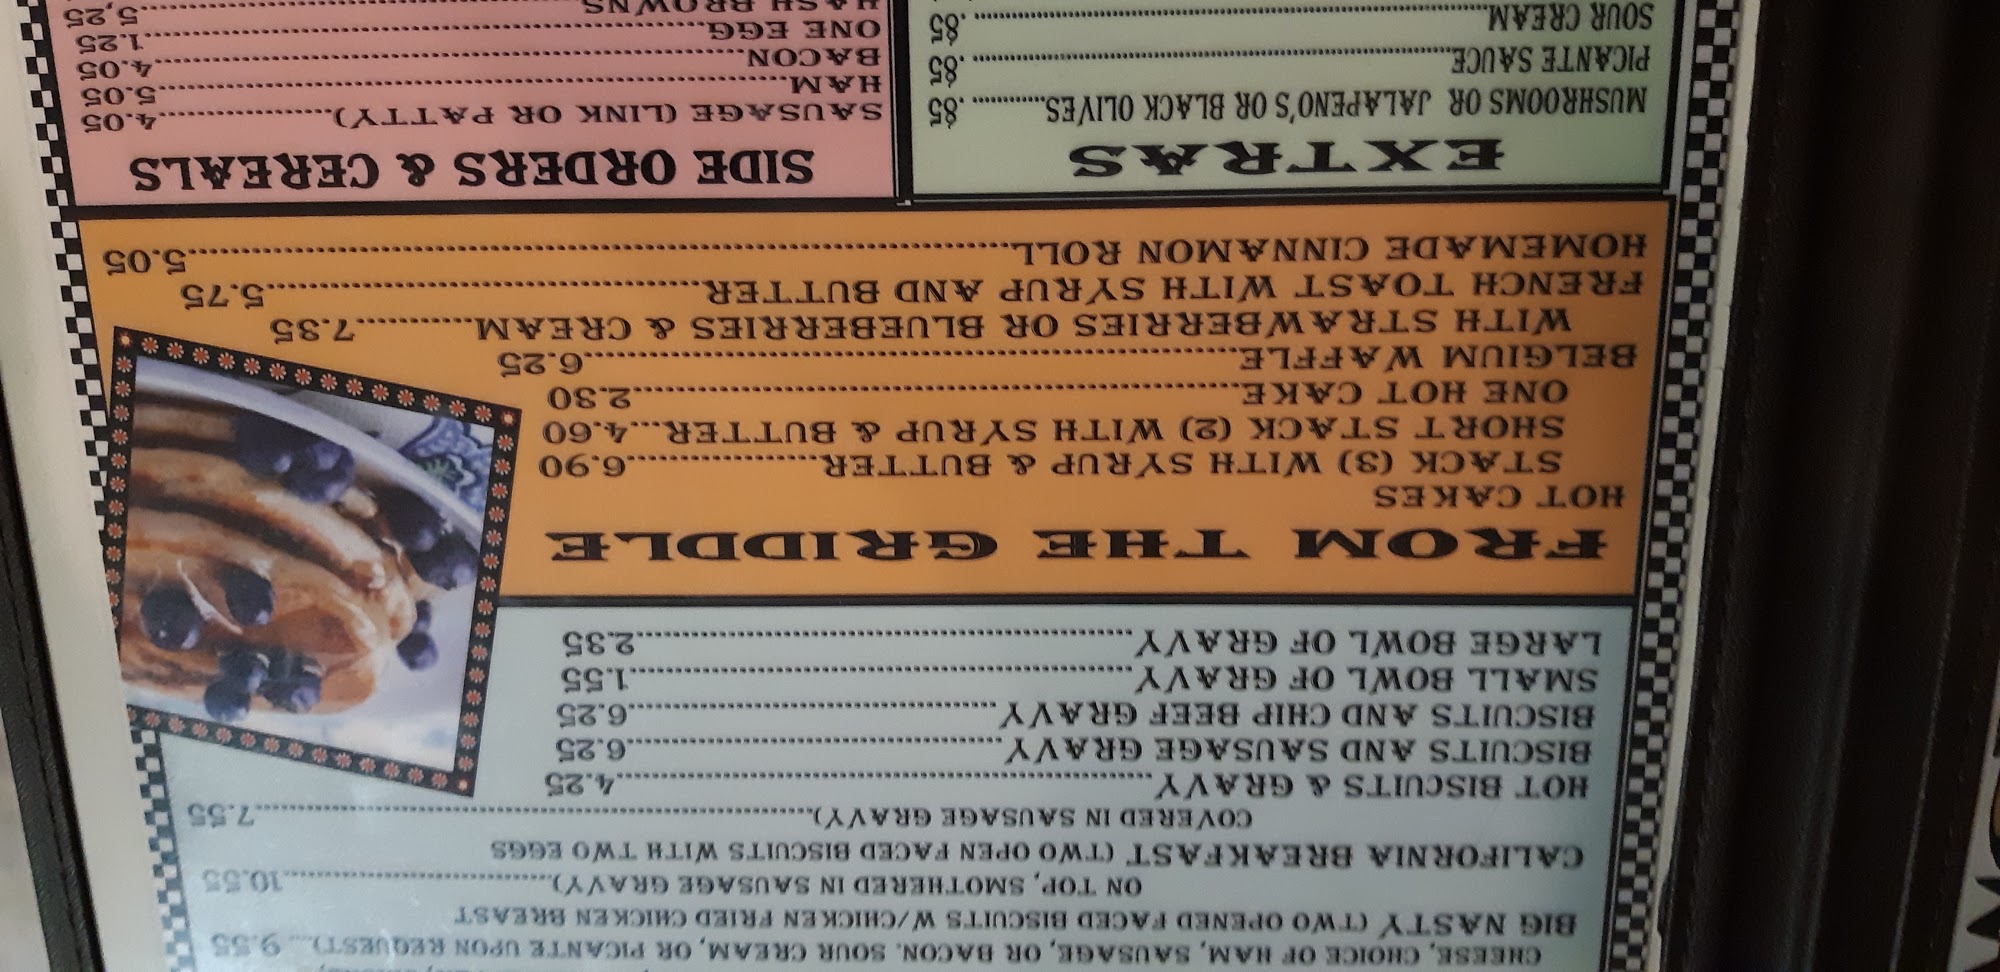 CHEESE, CHOICE OF HAM, SAUSAGE, OR BACON. SOUR CREAM, OR PICANTE UPON REQUEST)... 9.55
BIG NASTY (TWO OPENED FACED BISCUITS W/CHICKEN FRIED CHICKEN BREAST
ON TOP, SMOTHERED IN SAUSAGE GRAVY)..........10.55
CALIFORNIA BREAKFAST (TWO OPEN FACED BISCUITS WITH TWO EGGS
COVERED IN SAUSAGE GRAVY)..........7.55
HOT BISCUITS & GRAVY..........4.25
BISCUITS AND SAUSAGE GRAVY..........6.25
BISCUITS AND CHIP BEEF GRAVY..........6.25
SMALL BOWL OF GRAVY..........1.55
LARGE BOWL OF GRAVY..........2.35
FROM THE GRIDDLE
HOT CAKES
STACK (3) WITH SYRUP & BUTTER..........6.90
SHORT STACK (2) WITH SYRUP & BUTTER...4.60
ONE HOT CAKE..........2.30
BELGIUM WAFFLE..........6.25
WITH STRAWBERRIES OR BLUEBERRIES & CREAM..........7.35
FRENCH TOAST WITH SYRUP AND BUTTER..........5.75
HOMEMADE CINNAMON ROLL..........5.05
EXTRAS
MUSHROOMS OR JALAPENO'S OR BLACK OLIVES.......... .85
PICANTE SAUCE.......... .85
SOUR CREAM.......... .85
SIDE ORDERS & CEREALS
SAUSAGE (LINK OR PATTY)..........4.05
HAM..........5.05
BACON..........4.05
ONE EGG..........1.25
HASH BROWNS..........5.25